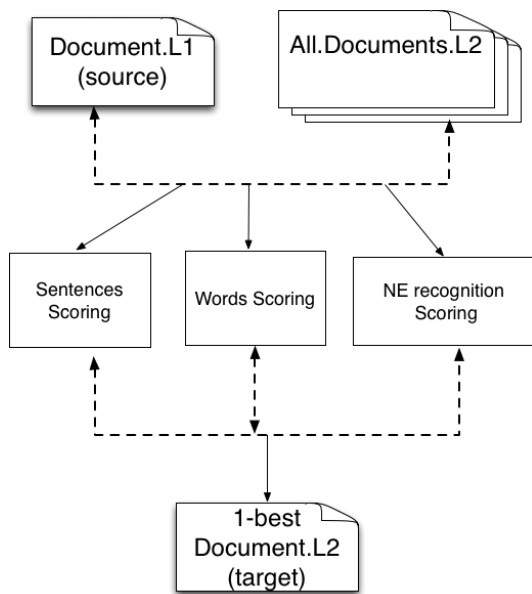 Document.L1
(source)
All.Documents.L2
Sentences
Scoring
Words Scoring
NE recognition
Scoring
1-best
Document.L2
(target)